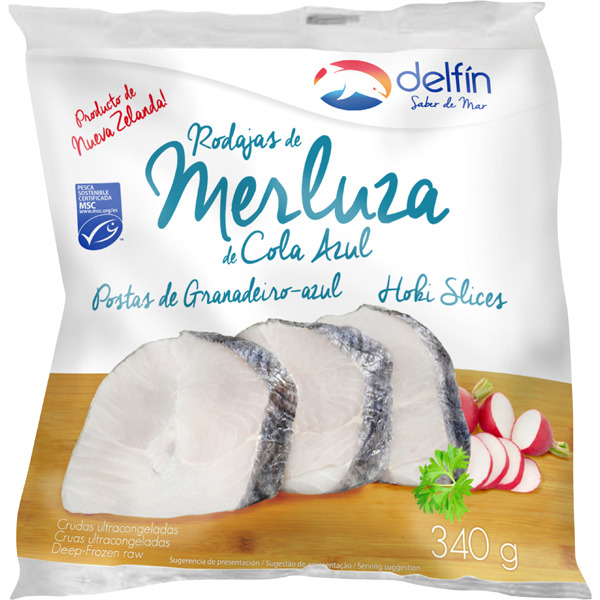 delfín
Saber de Mar
Producto de
Nueva Zelanda!
Rodajas de
Merluza
de Cola Azul
PESCA
SOSTENIBLE
CERTIFICADA
MSC
www.msc.org/es
Postas de Granadeiro-azul
Hoki Slices
Crudas ultracongeladas
Cruas ultracongeladas
Deep-Frozen raw
340 g
Sugerencia de presentación / Sugestão de apresentação / Serving suggestion